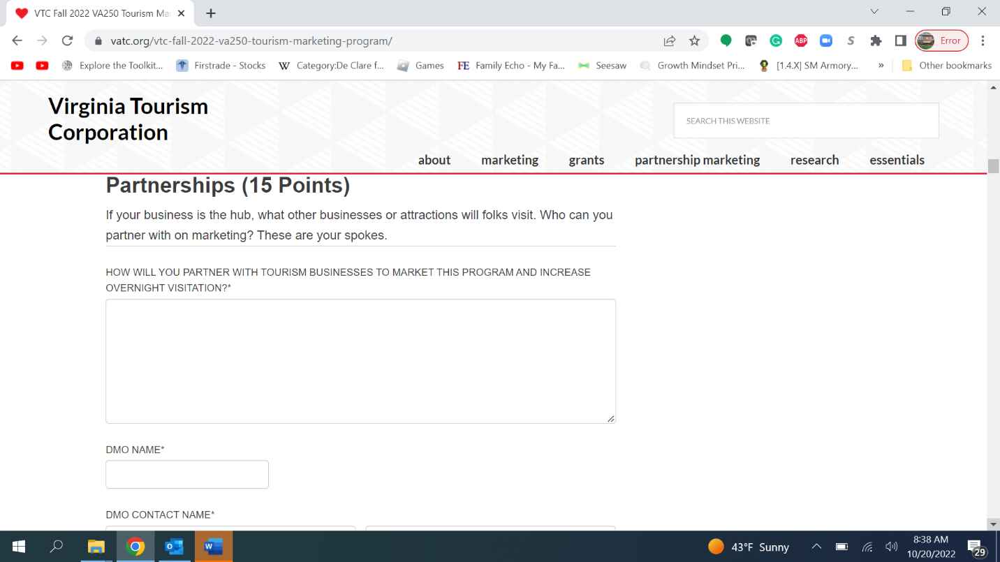 VTC Fall 2022 VA250 Tourism Ma
vatc.org/vtc-fall-2022-va250-tourism-marketing-program/
ABP
S
Error
Explore the Toolkit...
Firstrade - Stocks
W Category:De Clare f...
Games
FE Family Echo - My Fa...
Seesaw
Growth Mindset Pri...
[1.4.X] SM Armory...
»
Other bookmarks
Virginia Tourism
Corporation
SEARCH THIS WEBSITE
about
marketing
grants
partnership marketing
research
essentials
Partnerships (15 Points)
If your business is the hub, what other businesses or attractions will folks visit. Who can you
partner with on marketing? These are your spokes.
HOW WILL YOU PARTNER WITH TOURISM BUSINESSES TO MARKET THIS PROGRAM AND INCREASE
OVERNIGHT VISITATION?*
DMO NAME*
DMO CONTACT NAME*
43°F Sunny
8:38 AM
10/20/2022
29